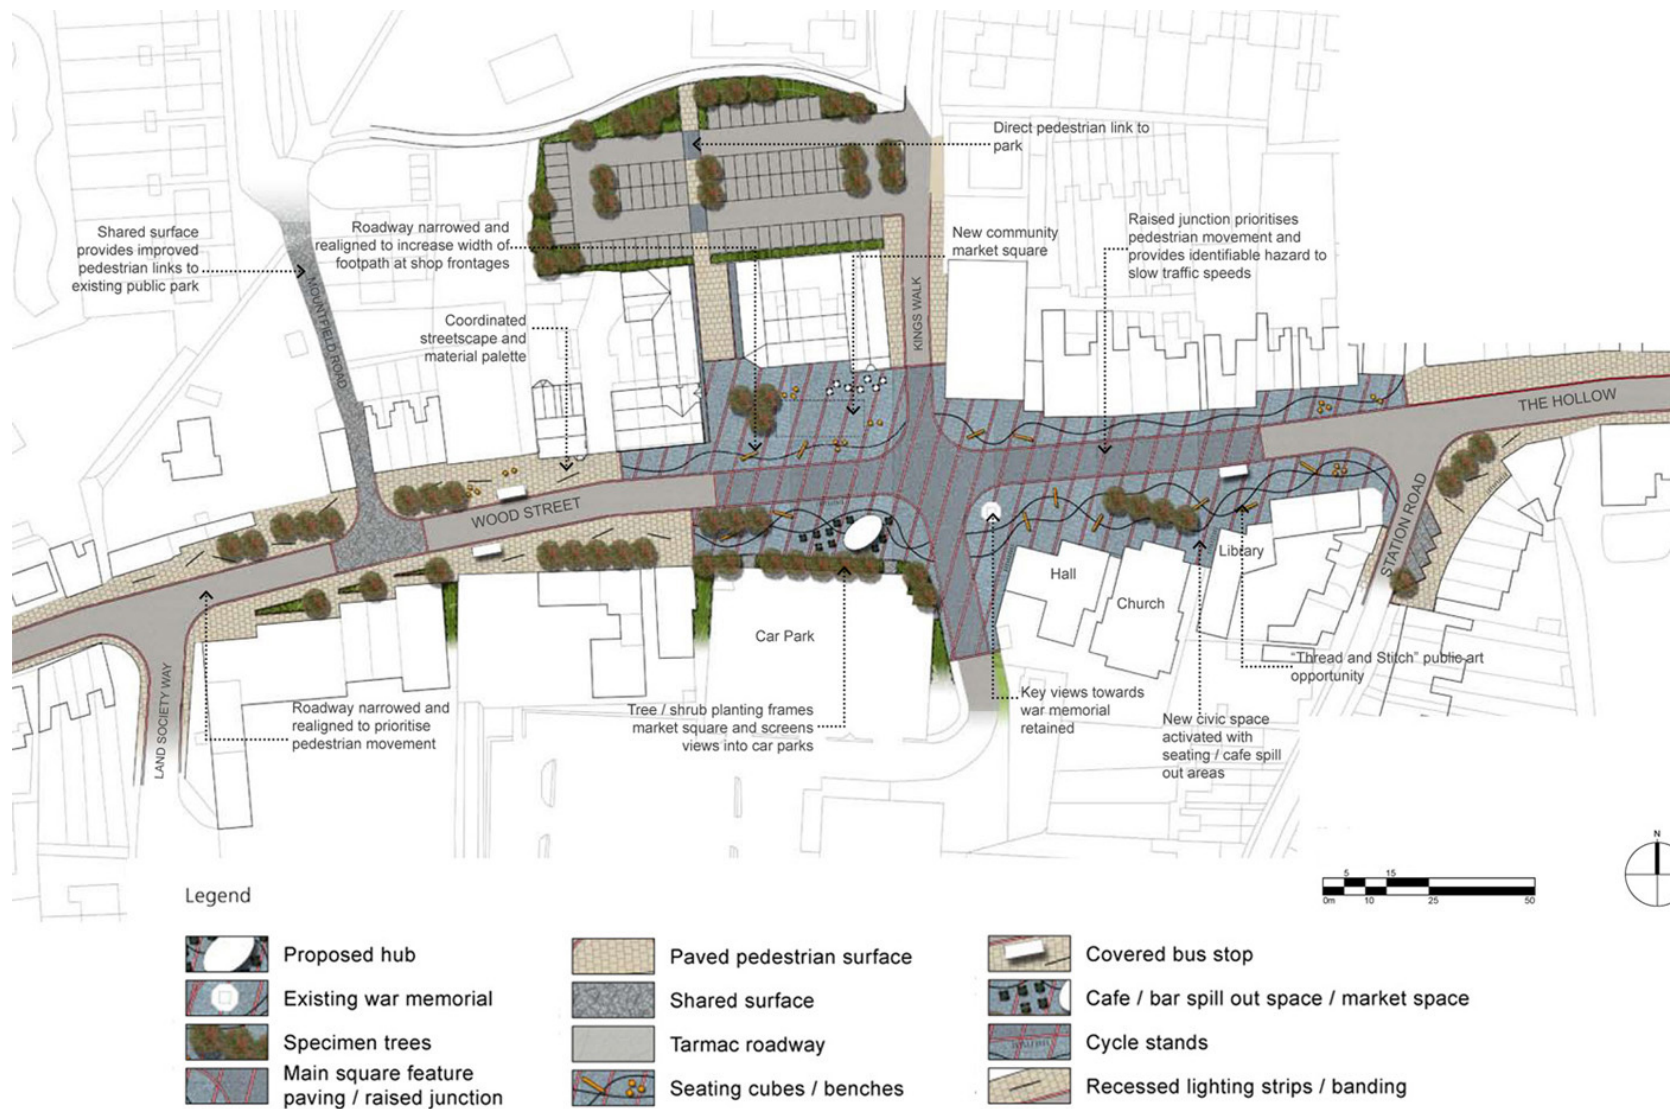 Direct pedestrian link to
park
Shared surface
provides improved
pedestrian links to
existing public park
Roadway narrowed and
realigned to increase width of
footpath at shop frontages
New community
market square
Raised junction prioritises
pedestrian movement and
provides identifiable hazard to
slow traffic speeds
Coordinated
streetscape and
material palette
MOUNTFIELD ROAD
KINGS WALK
THE HOLLOW
WOOD STREET
STATION ROAD
LAND SOCIETY WAY
Hall
Church
Library
Car Park
Roadway narrowed and
realigned to prioritise
pedestrian movement
Tree / shrub planting frames
market square and screens
views into car parks
Key views towards
war memorial
retained
New civic space
activated with
seating / cafe spill
out areas
"Thread and Stitch" public art
opportunity
N
5 15
0m 10 25 50
Legend
Proposed hub
Existing war memorial
Specimen trees
Main square feature
paving / raised junction
Paved pedestrian surface
Shared surface
Tarmac roadway
Seating cubes / benches
Covered bus stop
Cafe / bar spill out space / market space
Cycle stands
Recessed lighting strips / banding